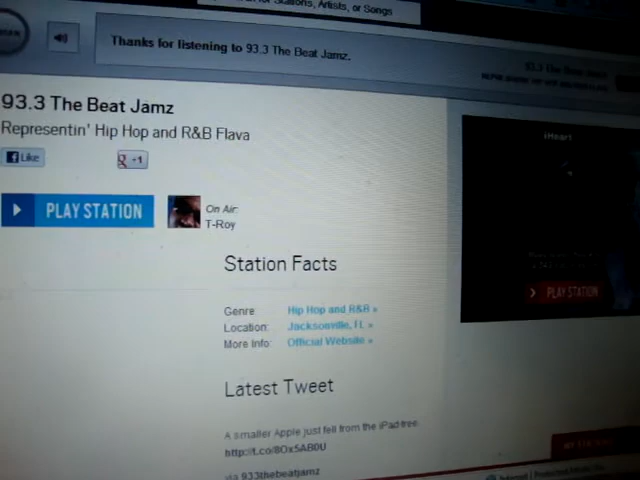 for Stations, Artists, or Songs
Thanks for listening to 93.3 The Beat Jamz.
93.3 The Beat Jamz
Representin' Hip Hop and R&B Flava
Like
+1
PLAY STATION
On Air:
T-Roy
iHeart
PLAY STATION
Station Facts
Genre: Hip Hop and R&B »
Location: Jacksonville, FL »
More Info: Official Website »
Latest Tweet
A smaller Apple just fell from the iPad-tree.
http://t.co/8Ox5AB0U
via 933thebeatjamz